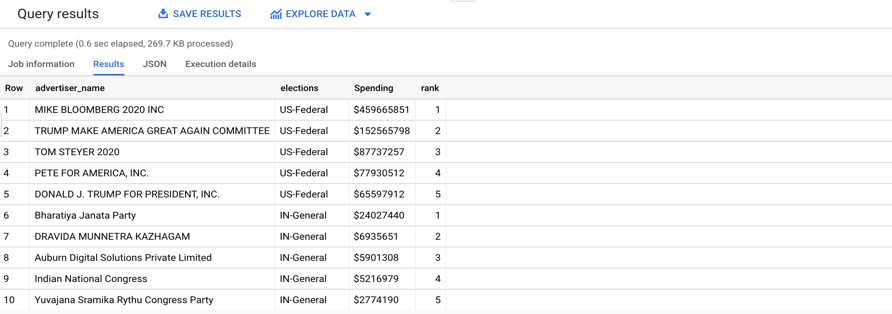 Query results SAVE RESULTS EXPLORE DATA
Query complete (0.6 sec elapsed, 269.7 KB processed)
Job information Results JSON Execution details
Row advertiser_name elections Spending rank
1 MIKE BLOOMBERG 2020 INC US-Federal $459665851 1
2 TRUMP MAKE AMERICA GREAT AGAIN COMMITTEE US-Federal $152565798 2
3 TOM STEYER 2020 US-Federal $87737257 3
4 PETE FOR AMERICA, INC. US-Federal $77930512 4
5 DONALD J. TRUMP FOR PRESIDENT, INC. US-Federal $65597912 5
6 Bharatiya Janata Party IN-General $24027440 1
7 DRAVIDA MUNNETRA KAZHAGAM IN-General $6935651 2
8 Auburn Digital Solutions Private Limited IN-General $5901308 3
9 Indian National Congress IN-General $5216979 4
10 Yuvajana Sramika Rythu Congress Party IN-General $2774190 5